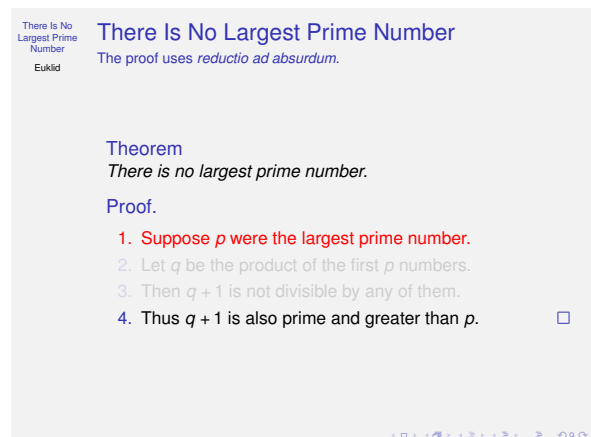 There Is No
Largest Prime
Number
Euklid
There Is No Largest Prime Number
The proof uses reductio ad absurdum.
Theorem
There is no largest prime number.
Proof.
1. Suppose p were the largest prime number.
2. Let q be the product of the first p numbers.
3. Then q + 1 is not divisible by any of them.
4. Thus q + 1 is also prime and greater than p. □